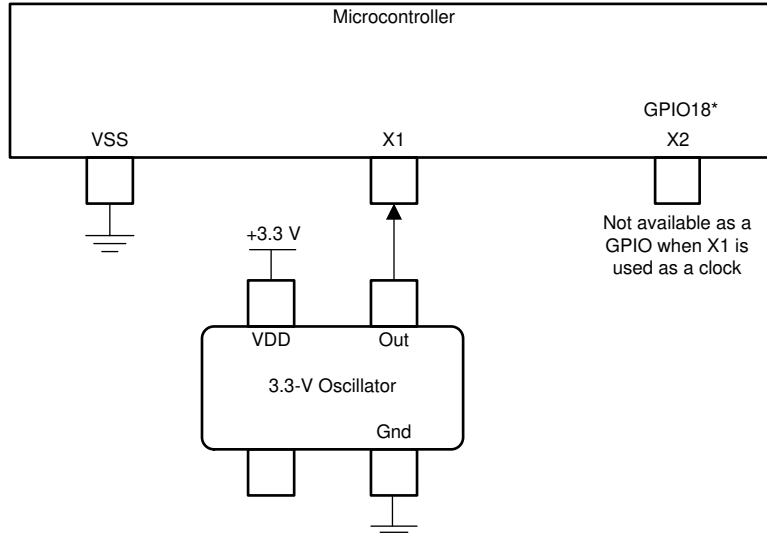 Microcontroller
GPIO18*
VSS
X1
X2
+3.3 V
Not available as a
GPIO when X1 is
used as a clock
VDD
Out
3.3-V Oscillator
Gnd